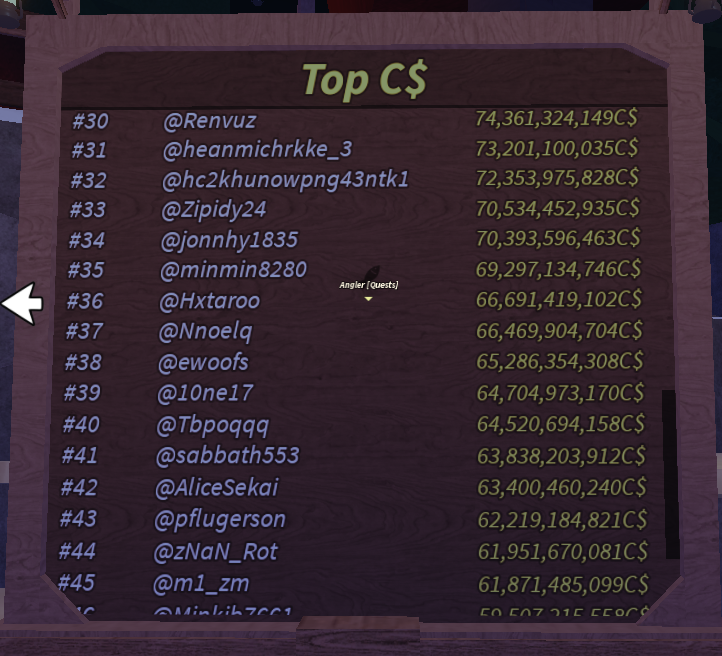 Top C$
#30 @Renvuz 74,361,324,149C$
#31 @heanmichrkke_3 73,201,100,035C$
#32 @hc2khunowpng43ntk1 72,353,975,828C$
#33 @Zipidy24 70,534,452,935C$
#34 @jonnhy1835 70,393,596,463C$
#35 @minmin8280 69,297,134,746C$
Angler [Quests]
#36 @Hxtaroo 66,691,419,102C$
#37 @Nnoelq 66,469,904,704C$
#38 @ewoofs 65,286,354,308C$
#39 @10ne17 64,704,973,170C$
#40 @Tbpoqqq 64,520,694,158C$
#41 @sabbath553 63,838,203,912C$
#42 @AliceSekai 63,400,460,240C$
#43 @pflugerson 62,219,184,821C$
#44 @zNaN_Rot 61,951,670,081C$
#45 @m1_zm 61,871,485,099C$